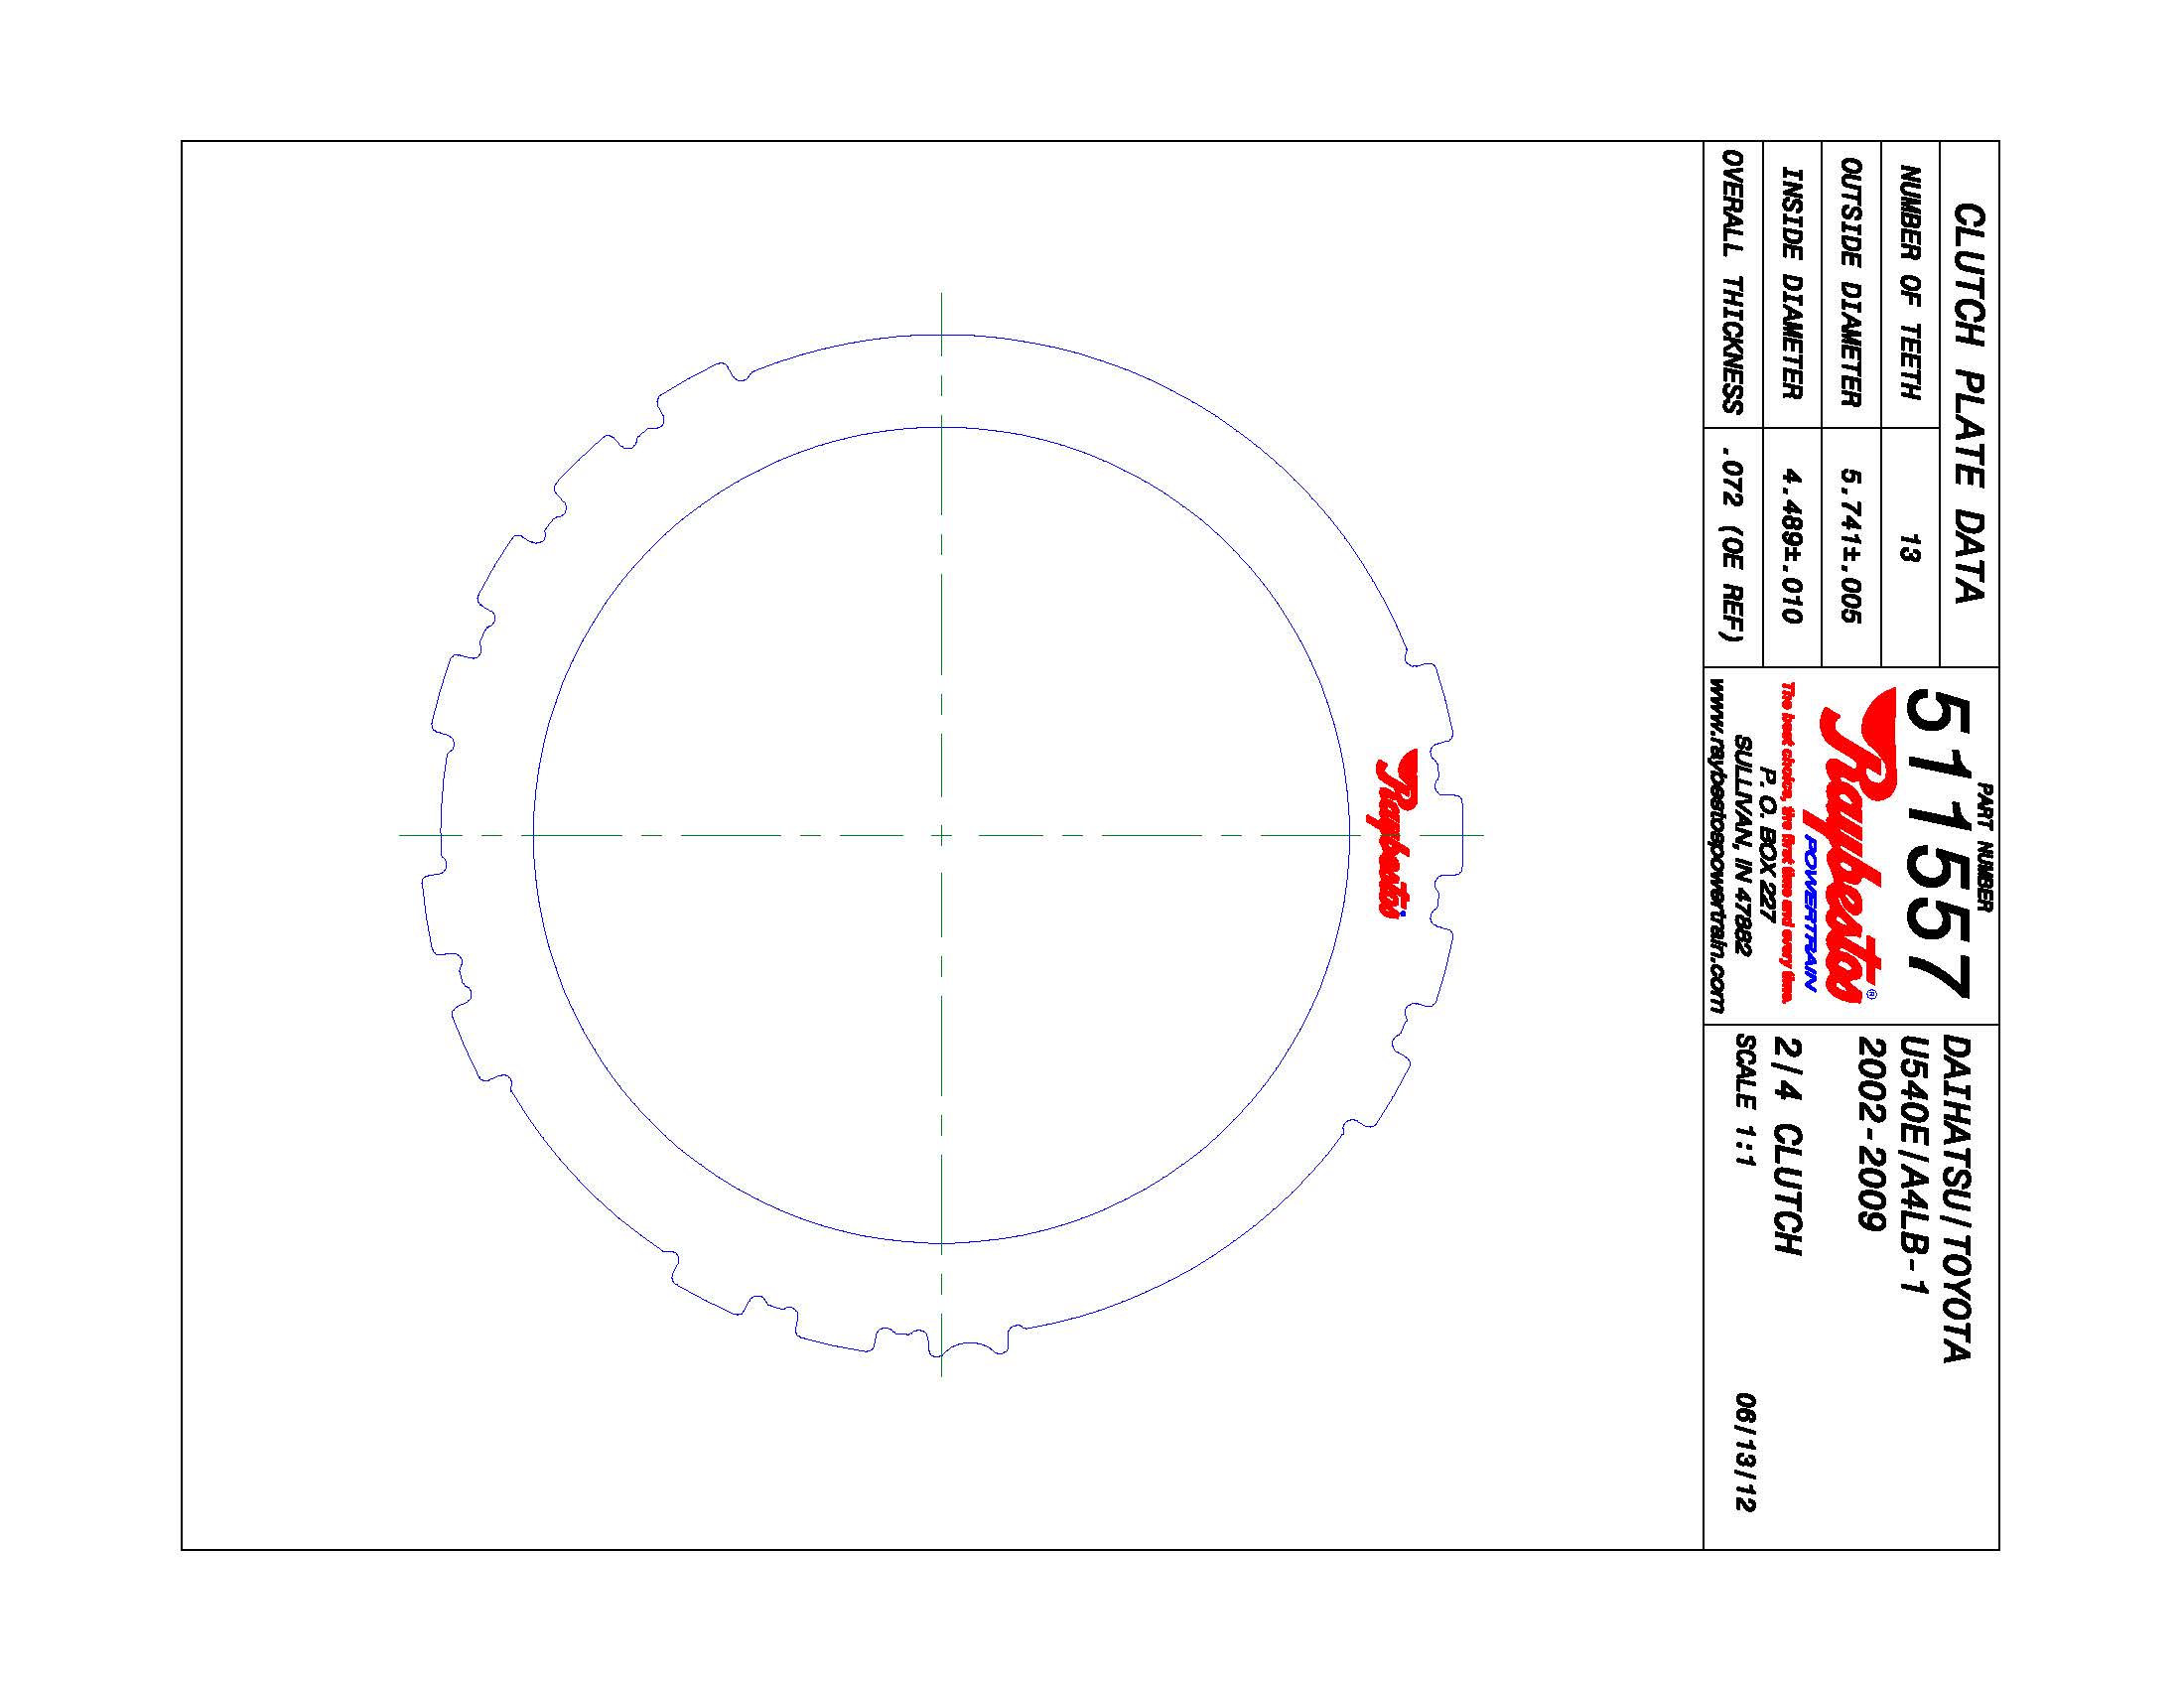 CLUTCH PLATE DATA
NUMBER OF TEETH 13
OUTSIDE DIAMETER 5.741±.005
INSIDE DIAMETER 4.489±.010
OVERALL THICKNESS .072 (OE REF)
PART NUMBER
511557
Raybestos®
POWERTRAIN
The best choice, the first time and every time.
P. O. BOX 227
SULLIVAN, IN 47882
www.raybestospowertrain.com
DAIHATSU/TOYOTA
U540E/A4LB-1
2002-2009
2/4 CLUTCH
SCALE 1:1 06/13/12
Raybestos